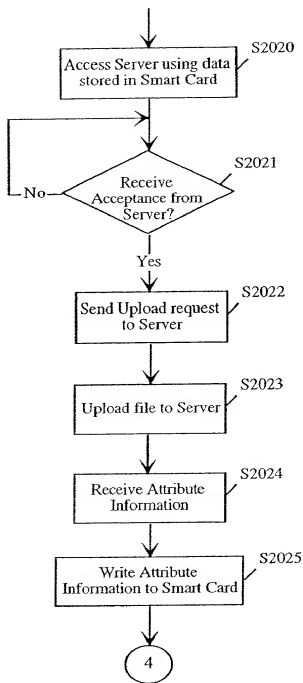 S2020
Access Server using data
stored in Smart Card
S2021
Receive
Acceptance from
Server?
No
Yes
S2022
Send Upload request
to Server
S2023
Upload file to Server
S2024
Receive Attribute
Information
S2025
Write Attribute
Information to Smart Card
4